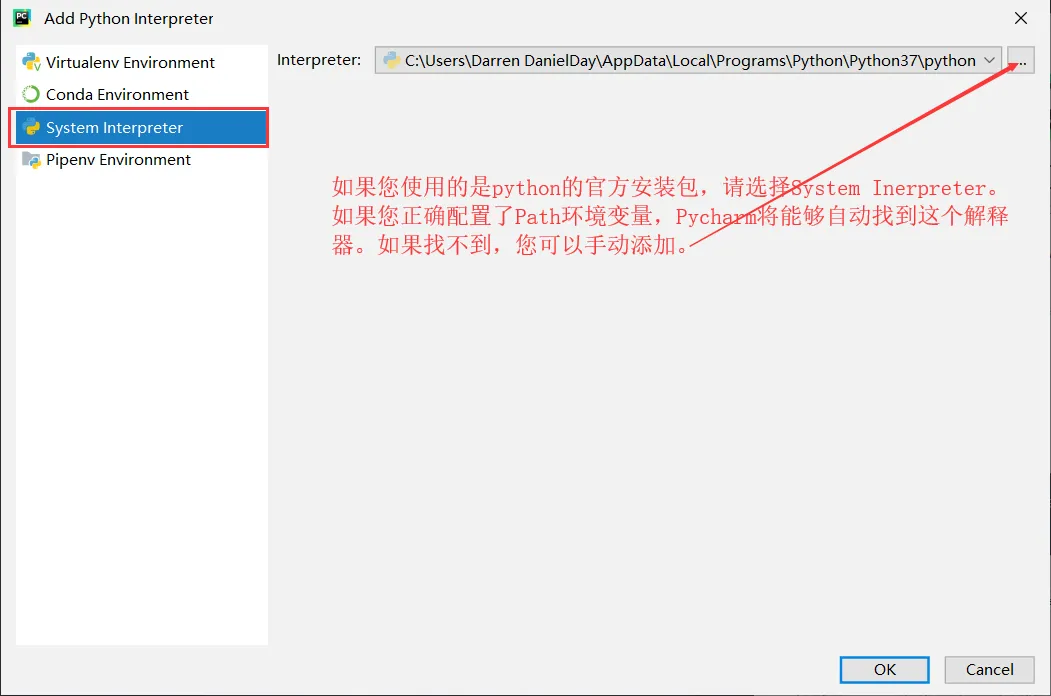 Add Python Interpreter
Virtualenv Environment
Conda Environment
System Interpreter
Pipenv Environment
Interpreter:
C:\Users\Darren DanielDay\AppData\Local\Programs\Python\Python37\python
...
如果您使用的是python的官方安装包，请选择System Inerpreter。
如果您正确配置了Path环境变量，Pycharm将能够自动找到这个解释
器。如果找不到，您可以手动添加。
OK
Cancel